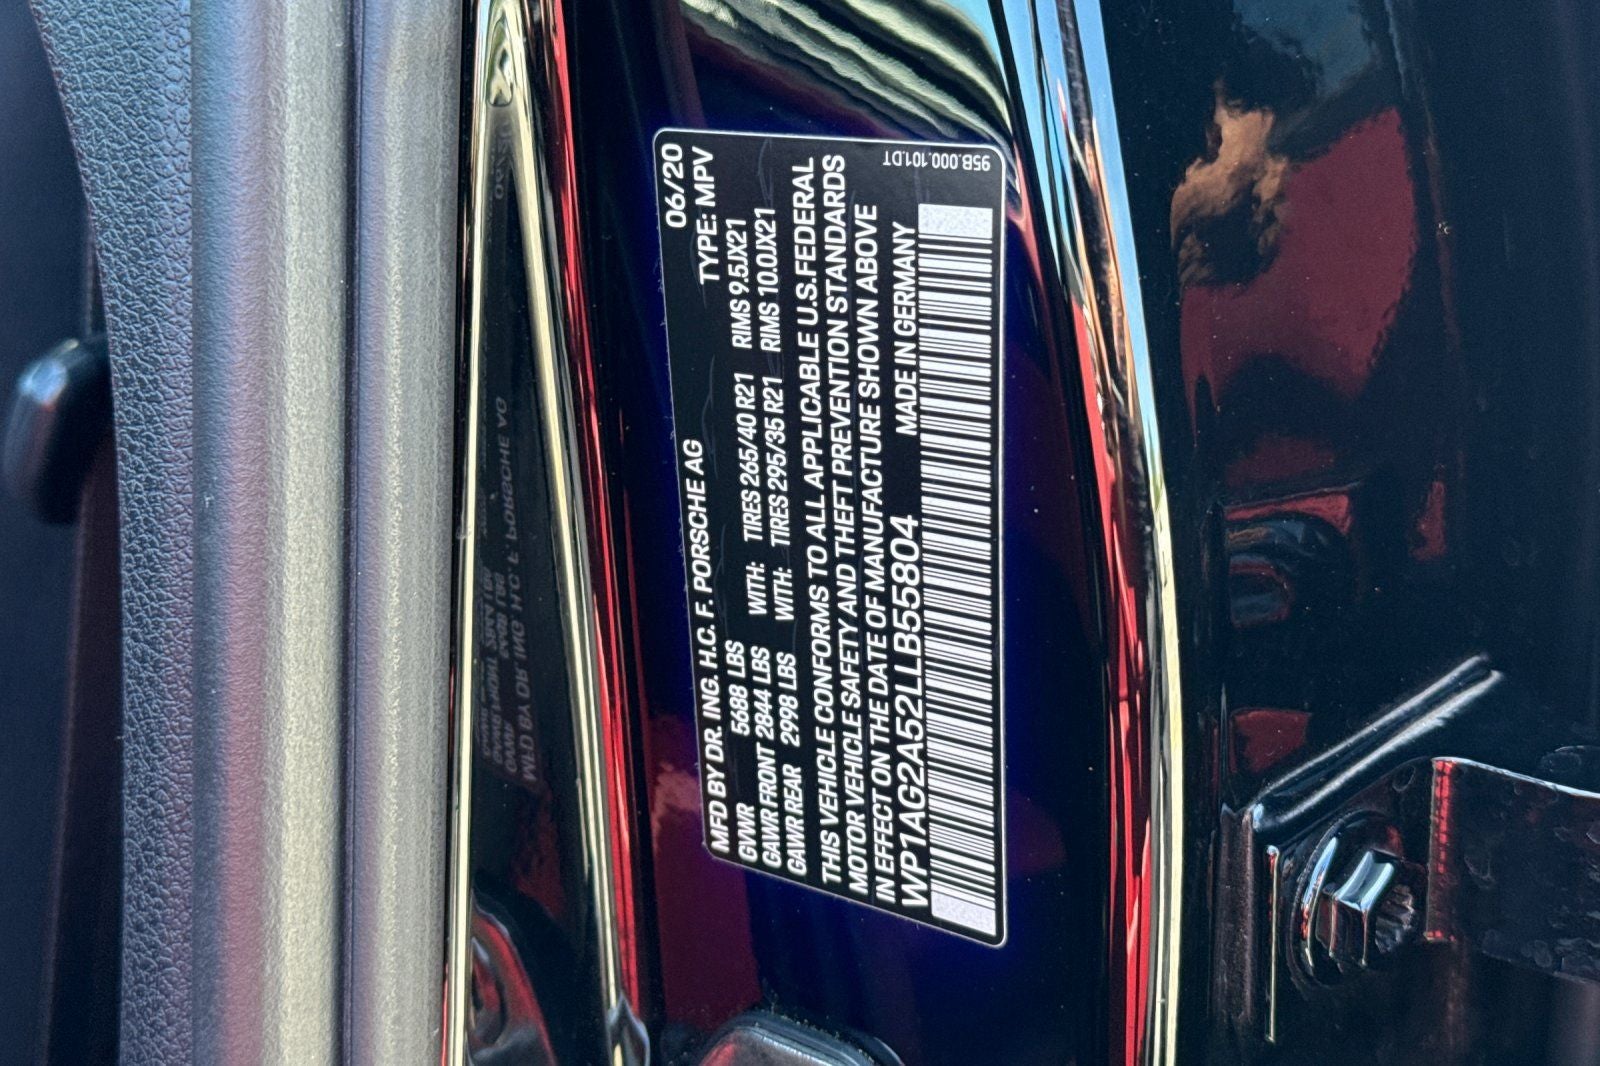 06/20
MFD BY DR. ING. H.C. F. PORSCHE AG TYPE: MPV
GVWR 5688 LBS WITH: TIRES 265/40 R21 RIMS 9.5JX21
GAWR FRONT 2844 LBS WITH: TIRES 295/35 R21 RIMS 10.0JX21
GAWR REAR 2998 LBS
THIS VEHICLE CONFORMS TO ALL APPLICABLE U.S.FEDERAL
MOTOR VEHICLE SAFETY AND THEFT PREVENTION STANDARDS
IN EFFECT ON THE DATE OF MANUFACTURE SHOWN ABOVE
WP1AG2A52LLB55804 MADE IN GERMANY
95B.000.101.DT